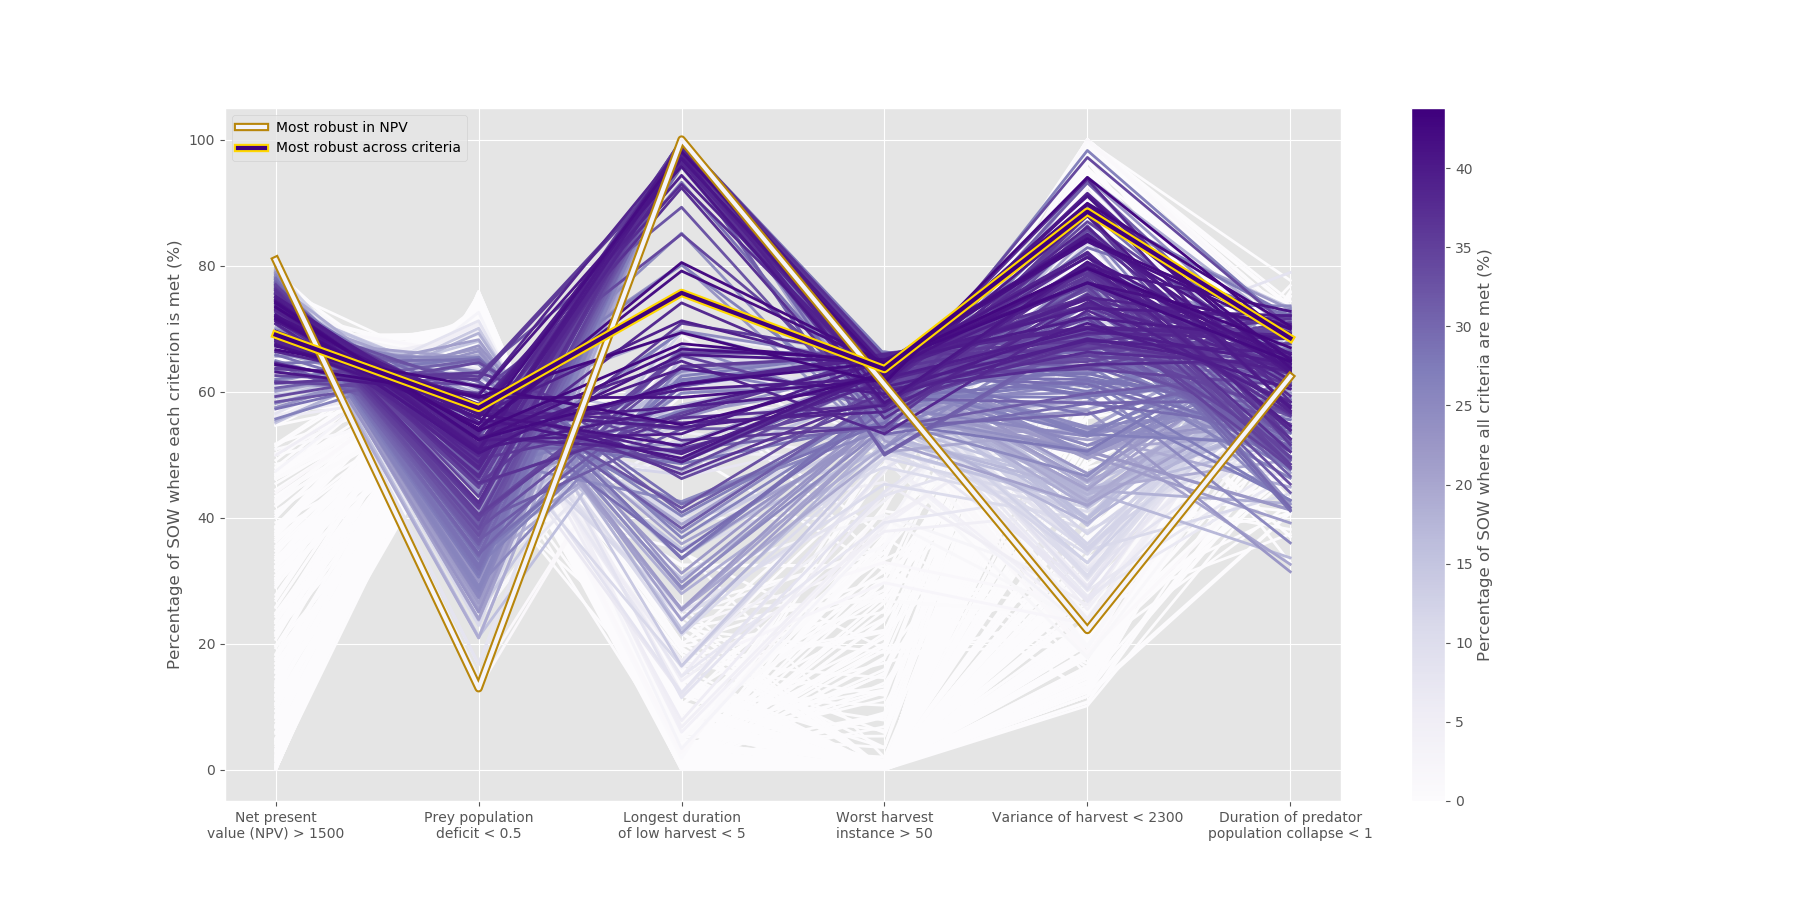 Most robust in NPV
Most robust across criteria
Percentage of SOW where each criterion is met (%)
100
80
60
40
20
0
Net present
value (NPV) > 1500
Prey population
deficit < 0.5
Longest duration
of low harvest < 5
Worst harvest
instance > 50
Variance of harvest < 2300
Duration of predator
population collapse < 1
40
35
30
25
20
15
10
5
0
Percentage of SOW where all criteria are met (%)